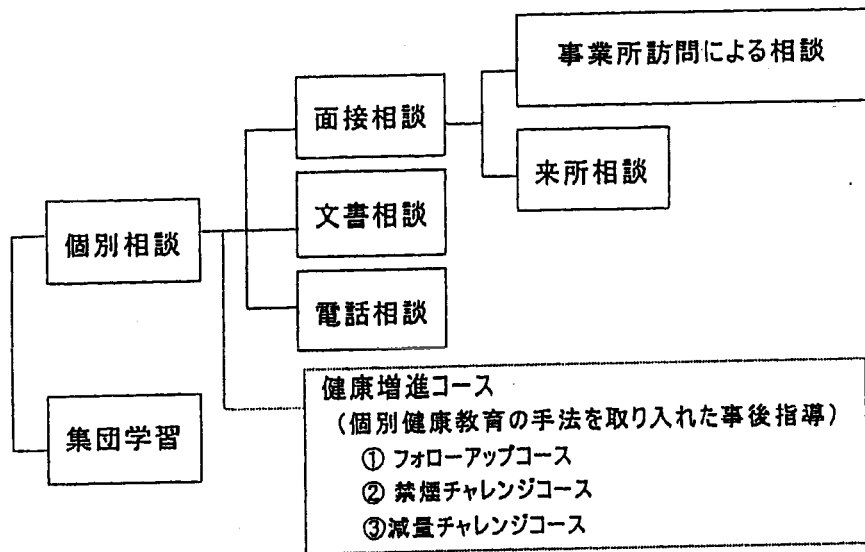 事業所訪問による相談
面接相談
来所相談
文書相談
個別相談
電話相談
健康増進コース
(個別健康教育の手法を取り入れた事後指導)
① フォローアップコース
② 禁煙チャレンジコース
③減量チャレンジコース
集団学習